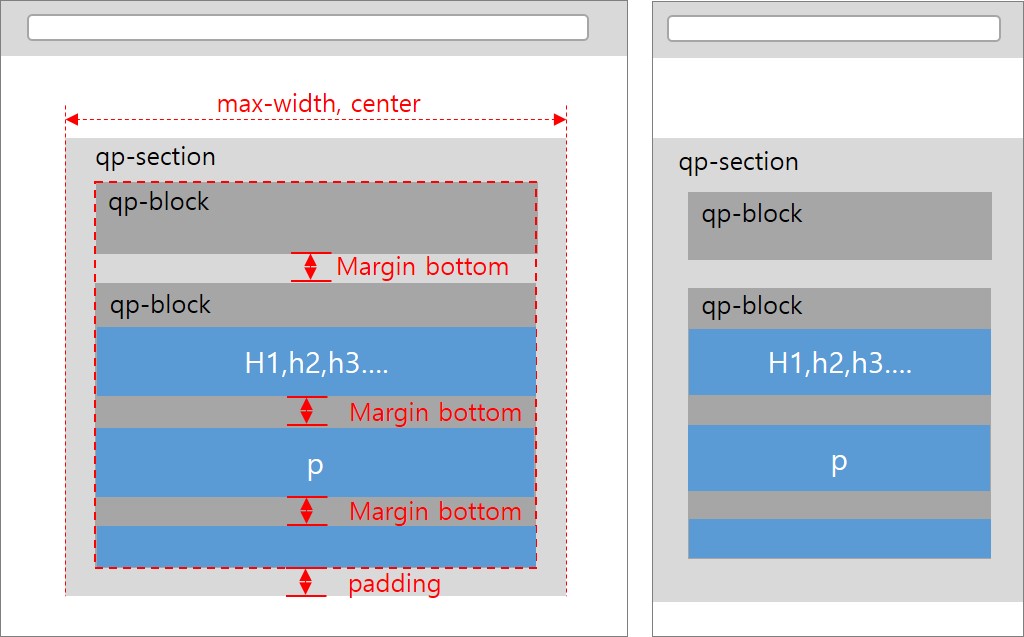 max-width, center
qp-section
qp-block
Margin bottom
qp-block
H1,h2,h3....
Margin bottom
p
Margin bottom
padding
qp-section
qp-block
qp-block
H1,h2,h3....
p